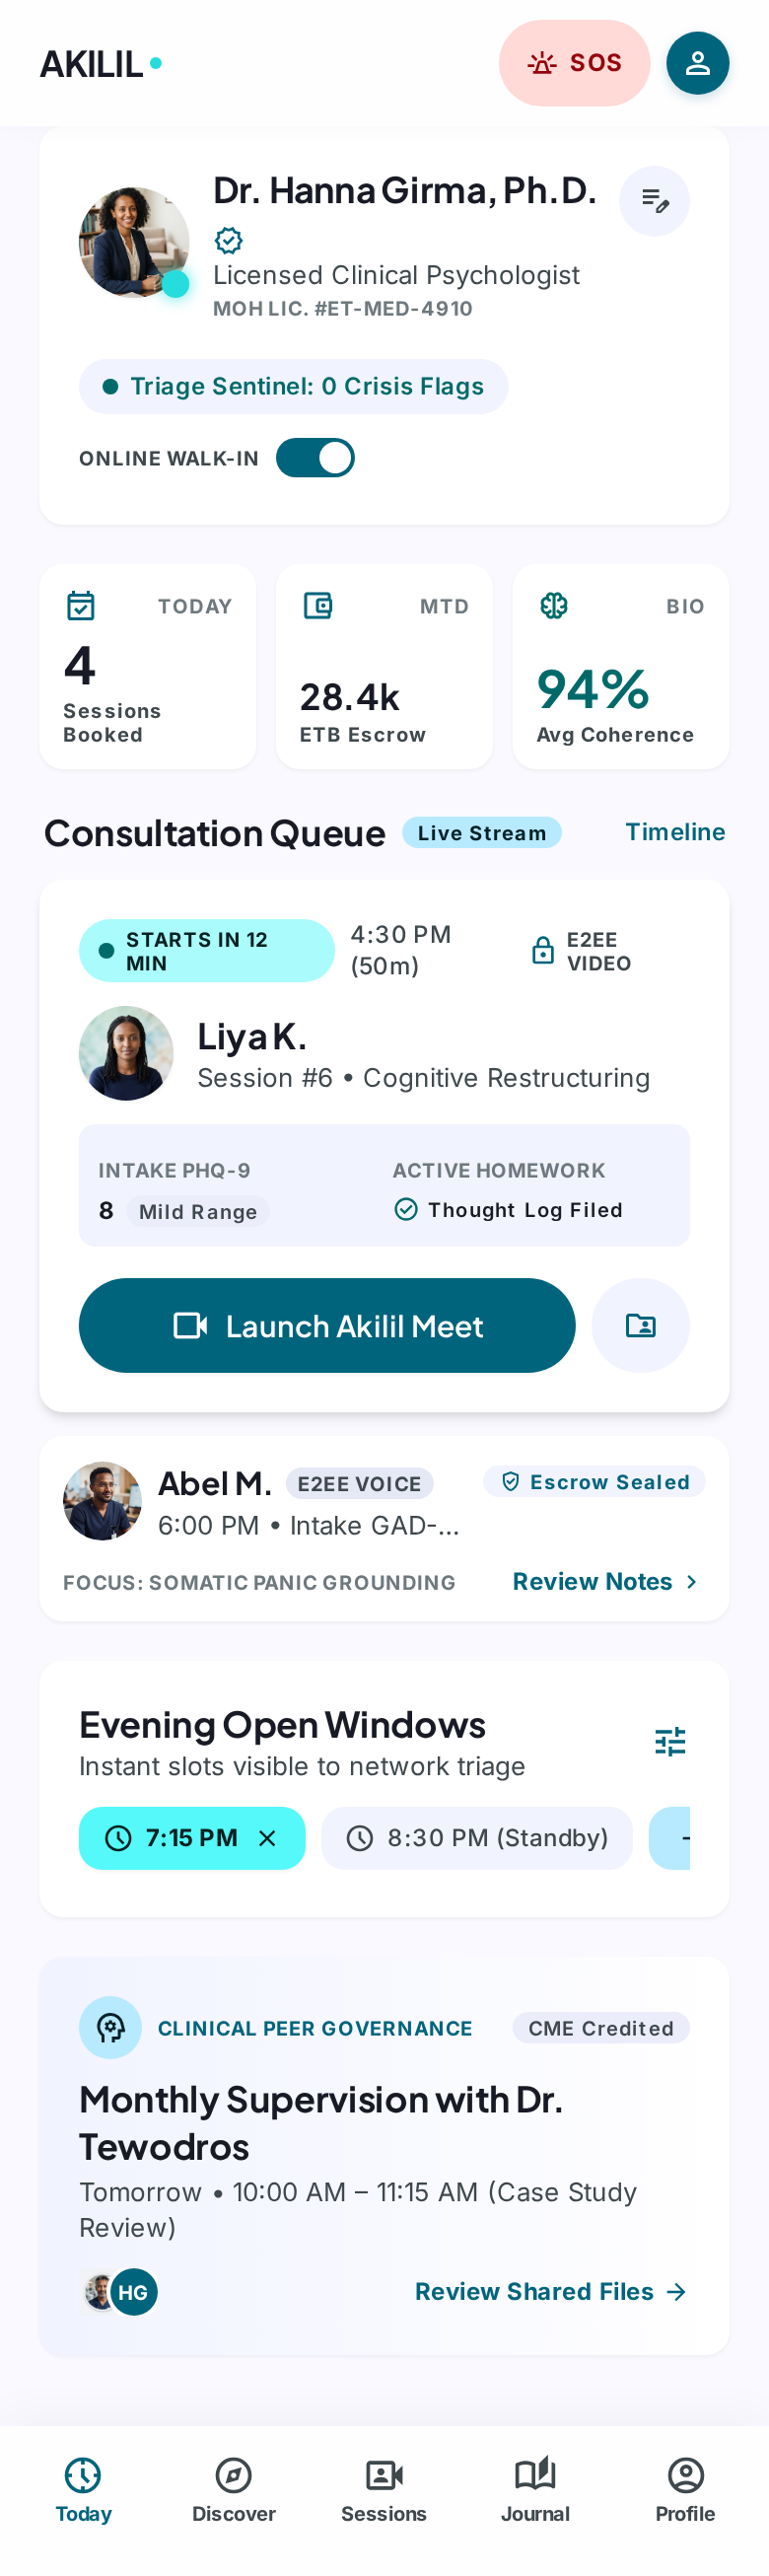 AKILIL
SOS
Dr. Hanna Girma, Ph.D.
Licensed Clinical Psychologist
MOH LIC. #ET-MED-4910
Triage Sentinel: 0 Crisis Flags
ONLINE WALK-IN
TODAY
4
Sessions
Booked
MTD
28.4k
ETB Escrow
BIO
94%
Avg Coherence
Consultation Queue
Live Stream
Timeline
STARTS IN 12
MIN
4:30 PM
(50m)
E2EE
VIDEO
Liya K.
Session #6 • Cognitive Restructuring
INTAKE PHQ-9
8 Mild Range
ACTIVE HOMEWORK
Thought Log Filed
Launch Akilil Meet
Abel M.
E2EE VOICE
Escrow Sealed
6:00 PM • Intake GAD-...
FOCUS: SOMATIC PANIC GROUNDING
Review Notes
Evening Open Windows
Instant slots visible to network triage
7:15 PM
8:30 PM (Standby)
CLINICAL PEER GOVERNANCE
CME Credited
Monthly Supervision with Dr.
Tewodros
Tomorrow • 10:00 AM – 11:15 AM (Case Study
Review)
HG
Review Shared Files
Today
Discover
Sessions
Journal
Profile